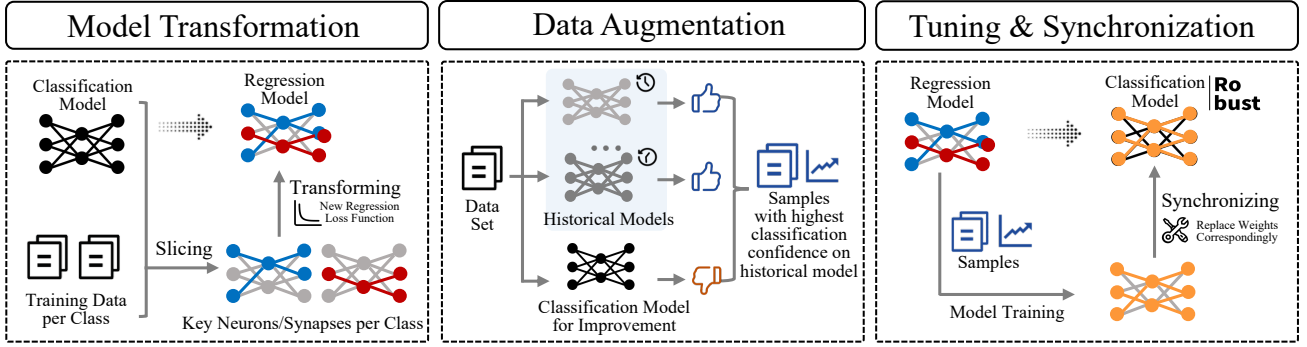 Model Transformation
Classification
Model
Regression
Model
Transforming
New Regression
Loss Function
Slicing
Training Data
per Class
Key Neurons/Synapses per Class
Data Augmentation
Data
Set
Historical Models
Classification Model
for Improvement
Samples
with highest
classification
confidence on
historical model
Tuning & Synchronization
Regression
Model
Classification
Model
Ro
bust
Synchronizing
Replace Weights
Correspondingly
Samples
Model Training